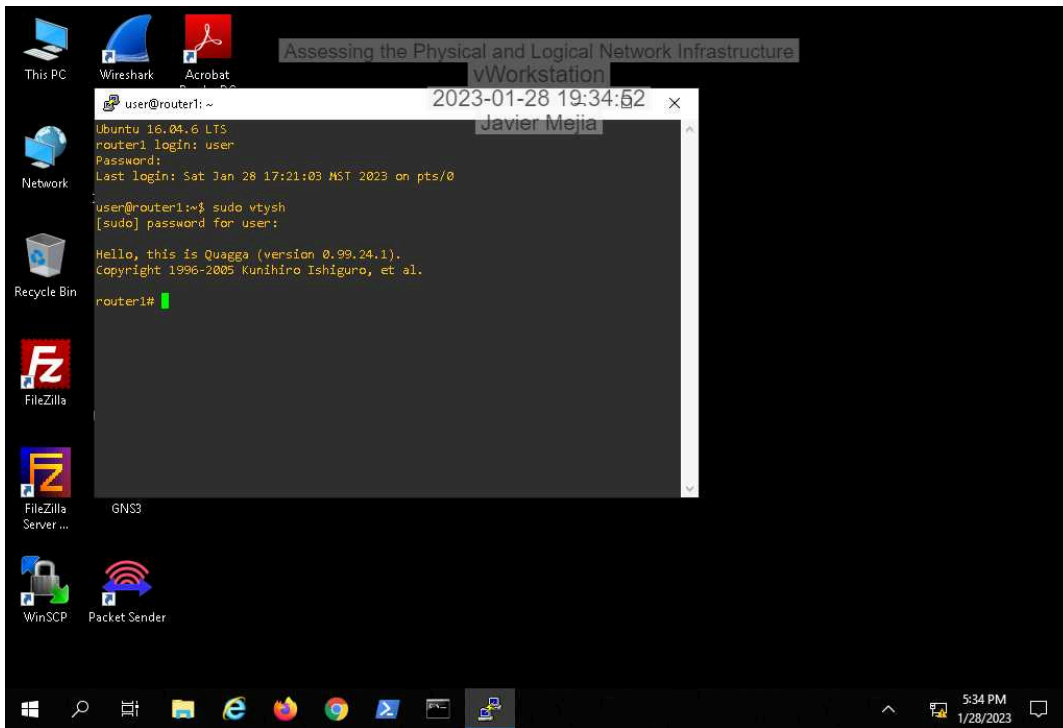 Assessing the Physical and Logical Network Infrastructure
vWorkstation
2023-01-28 19:34:52
Javier Mejia
This PC
Wireshark
Acrobat
user@router1: ~
Ubuntu 16.04.6 LTS
router1 login: user
Password:
Last login: Sat Jan 28 17:21:03 MST 2023 on pts/0
user@router1:~$ sudo vtysh
[sudo] password for user:
Hello, this is Quagga (version 0.99.24.1).
Copyright 1996-2005 Kunihiro Ishiguro, et al.
router1#
Network
Recycle Bin
FileZilla
FileZilla
Server ...
GNS3
WinSCP
Packet Sender
5:34 PM
1/28/2023